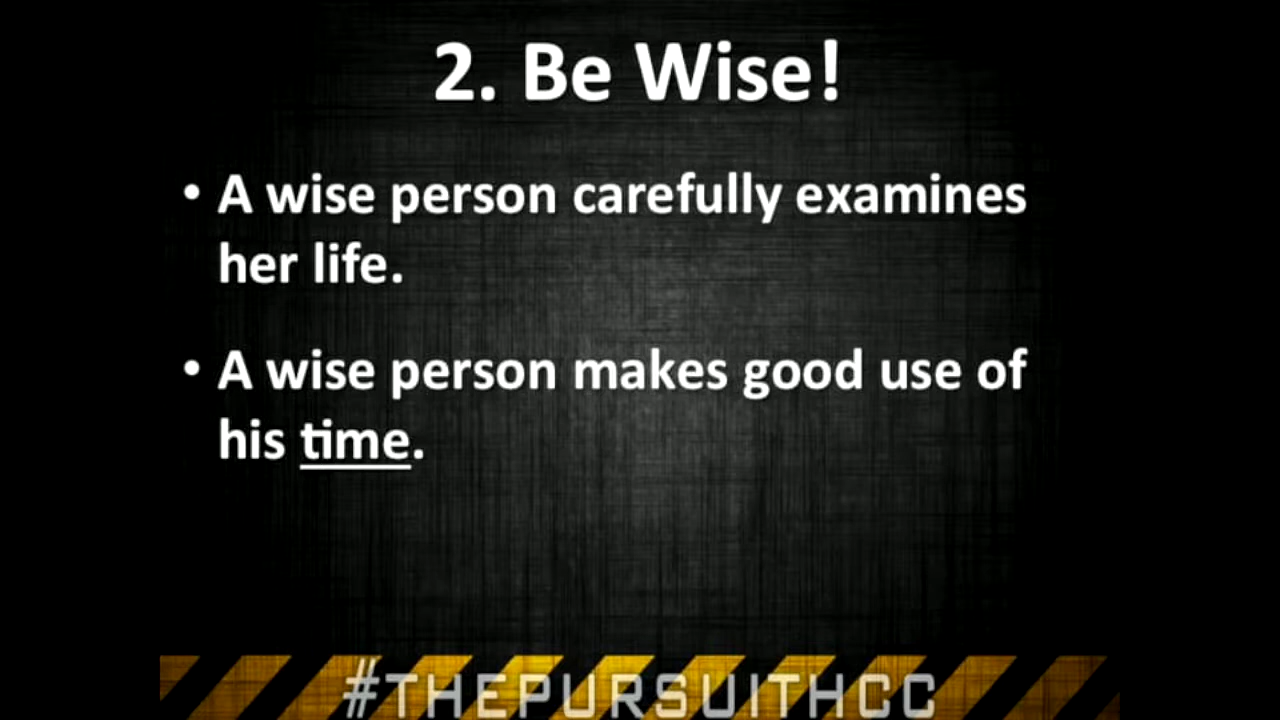 2. Be Wise!
• A wise person carefully examines
her life.
• A wise person makes good use of
his time.
#THEPURSUITHCC